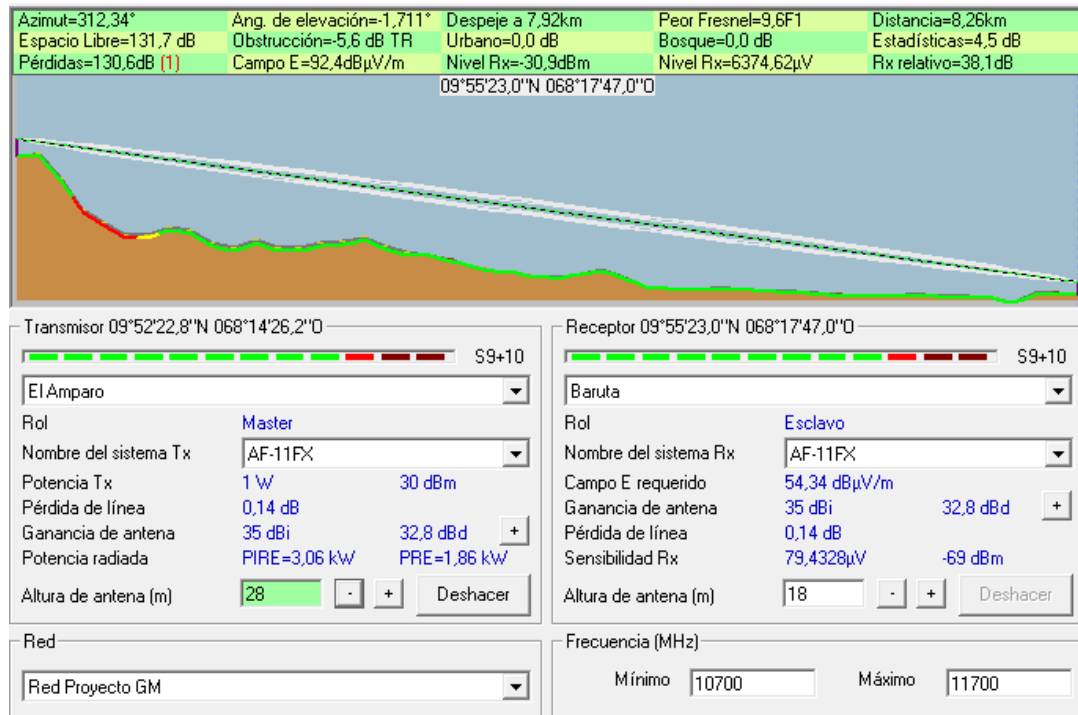 Azimut=312,34° Ang. de elevación=-1,711° Despeje a 7,92km Peor Fresnel=9,6F1 Distancia=8,26km
Espacio Libre=131,7 dB Obstrucción=-5,6 dB TR Urbano=0,0 dB Bosque=0,0 dB Estadísticas=4,5 dB
Pérdidas=130,6dB (1) Campo E=92,4dBμV/m Nivel Rx=-30,9dBm Nivel Rx=6374,62μV Rx relativo=38,1dB
09°55'23,0"N 068°17'47,0"O
Transmisor 09°52'22,8"N 068°14'26,2"O
S9+10
El Amparo
Rol Master
Nombre del sistema Tx AF-11FX
Potencia Tx 1 W 30 dBm
Pérdida de línea 0,14 dB
Ganancia de antena 35 dBi 32,8 dBd +
Potencia radiada PIRE=3,06 kW PRE=1,86 kW
Altura de antena (m) 28 - + Deshacer
Red
Red Proyecto GM
Receptor 09°55'23,0"N 068°17'47,0"O
S9+10
Baruta
Rol Esclavo
Nombre del sistema Rx AF-11FX
Campo E requerido 54,34 dBμV/m
Ganancia de antena 35 dBi 32,8 dBd +
Pérdida de línea 0,14 dB
Sensibilidad Rx 79,4328μV -69 dBm
Altura de antena (m) 18 - + Deshacer
Frecuencia (MHz)
Mínimo 10700 Máximo 11700